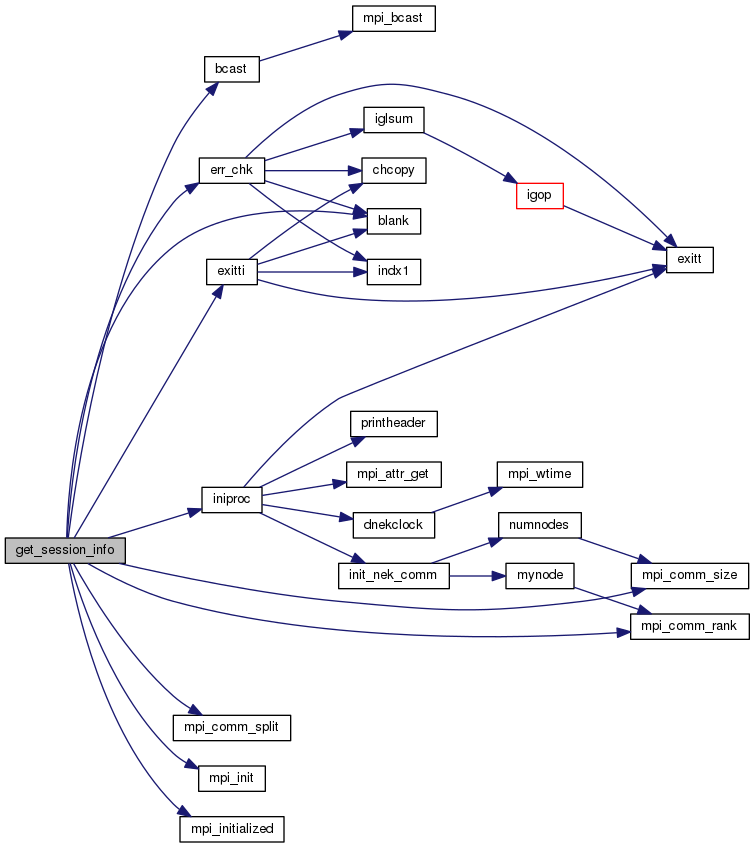 mpi_bcast
bcast
iglsum
err_chk
chcopy
igop
blank
exitt
exitti
indx1
printheader
mpi_attr_get
mpi_wtime
iniproc
dnekclock
numnodes
get_session_info
init_nek_comm
mynode
mpi_comm_size
mpi_comm_rank
mpi_comm_split
mpi_init
mpi_initialized